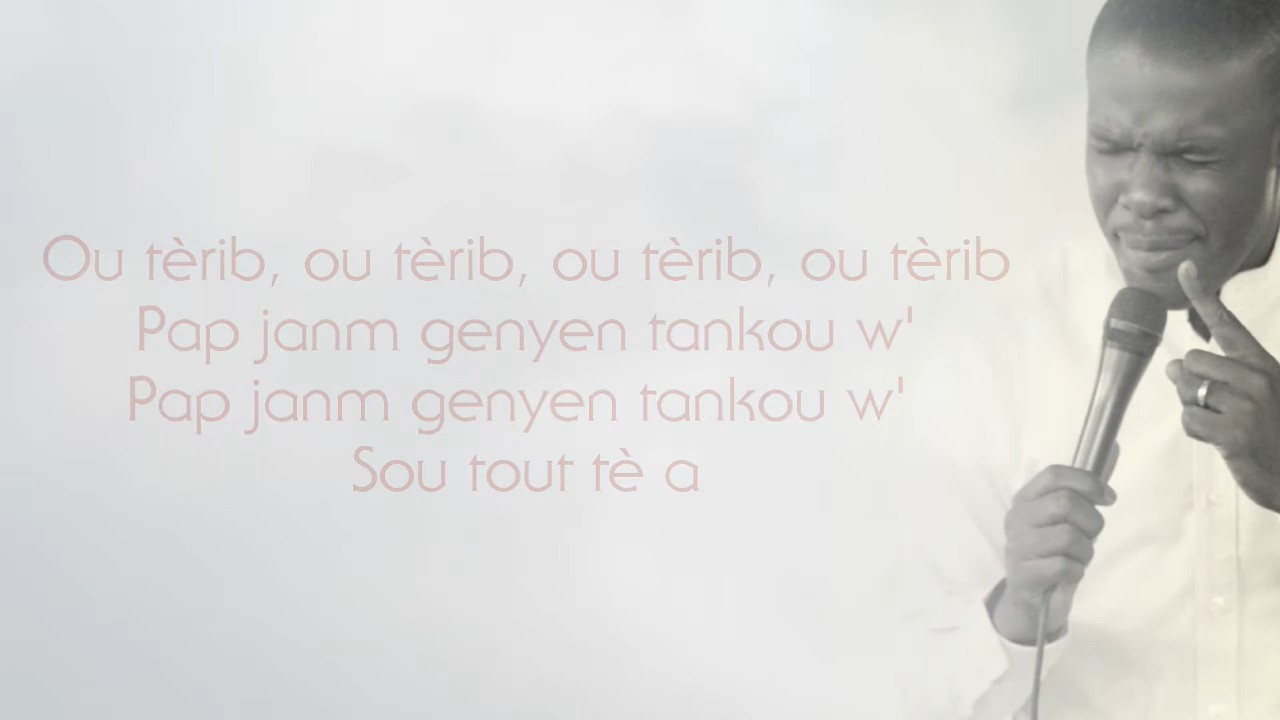 Ou tèrib, ou tèrib, ou tèrib, ou tèrib
Pap janm genyen tankou w'
Pap janm genyen tankou w'
Sou tout tè a